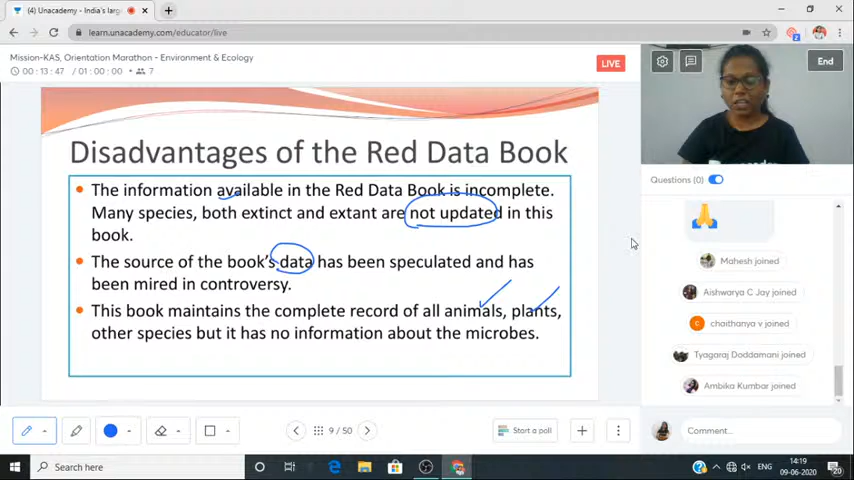 (4) Unacademy - India's larg
learn.unacademy.com/educator/live
Mission-KAS, Orientation Marathon - Environment & Ecology
00:13:47 / 01:00:00 • 7
LIVE
End
Disadvantages of the Red Data Book
The information available in the Red Data Book is incomplete.
Many species, both extinct and extant are not updated in this
book.
The source of the book's data has been speculated and has
been mired in controversy.
This book maintains the complete record of all animals, plants,
other species but it has no information about the microbes.
Questions (0)
Mahesh joined
Aishwarya C Jay joined
c chaithanya v joined
Tyagaraj Doddamani joined
Ambika Kumbar joined
9 / 50
Start a poll
Comment...
Search here
ENG
14:19
09-06-2020
20